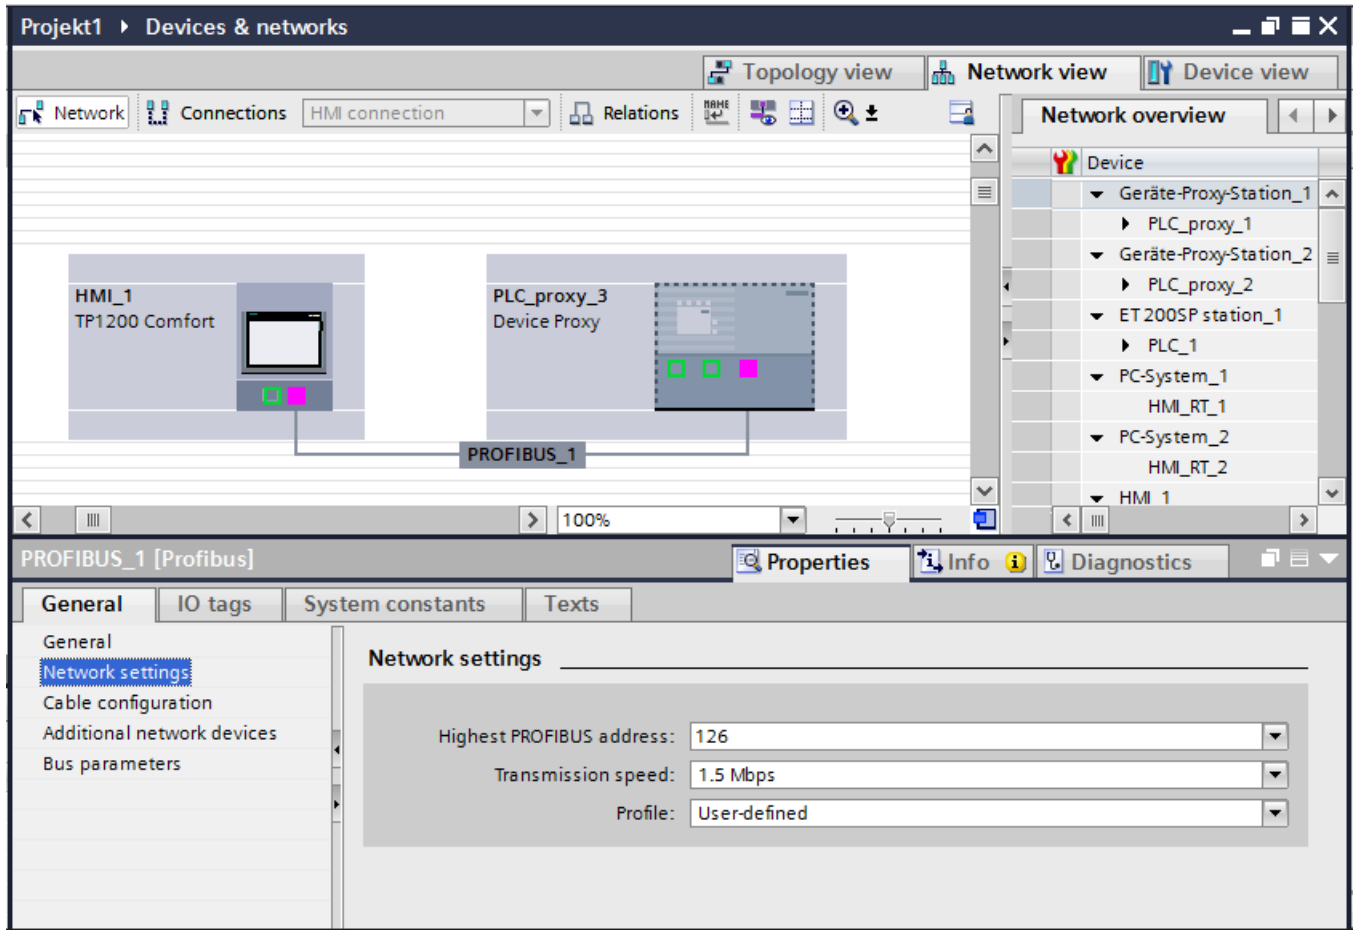 Projekt1 ▸ Devices & networks
Topology view
Network view
Device view
Network
Connections
HMI connection
Relations
NAME
Network overview
Device
Geräte-Proxy-Station_1
PLC_proxy_1
Geräte-Proxy-Station_2
PLC_proxy_2
ET 200SP station_1
PLC_1
PC-System_1
HMI_RT_1
PC-System_2
HMI_RT_2
HMI_1
HMI_1
TP1200 Comfort
PLC_proxy_3
Device Proxy
PROFIBUS_1
100%
PROFIBUS_1 [Profibus]
Properties
Info
Diagnostics
General
IO tags
System constants
Texts
General
Network settings
Cable configuration
Additional network devices
Bus parameters
Network settings
Highest PROFIBUS address: 126
Transmission speed: 1.5 Mbps
Profile: User-defined